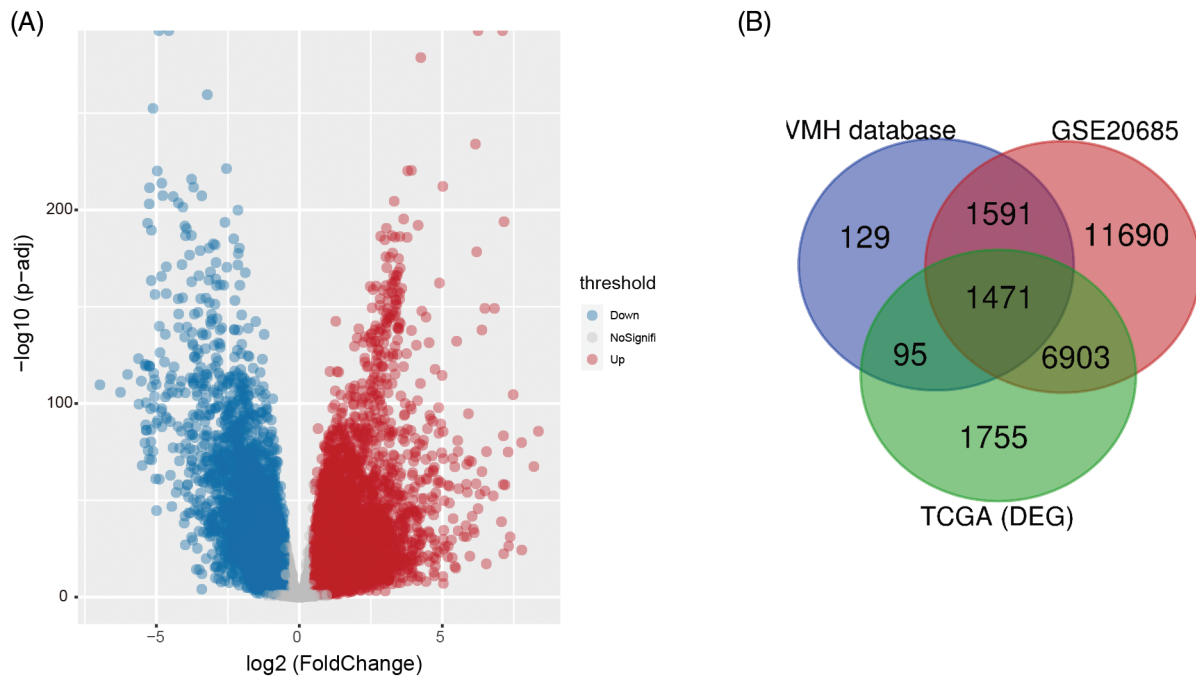 (A)
200
100
0
−5
0
5
−log10 (p−adj)
log2 (FoldChange)
threshold
Down
NoSignifi
Up
(B)
VMH database
GSE20685
1591
129
11690
1471
95
6903
1755
TCGA (DEG)